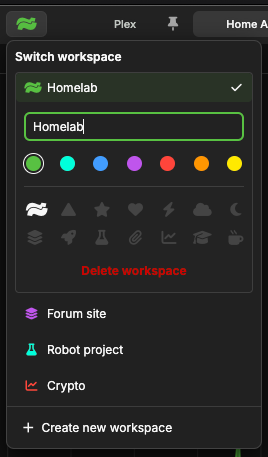 Plex
Home A
Switch workspace
Homelab
Homelab
Delete workspace
Forum site
Robot project
Crypto
Create new workspace